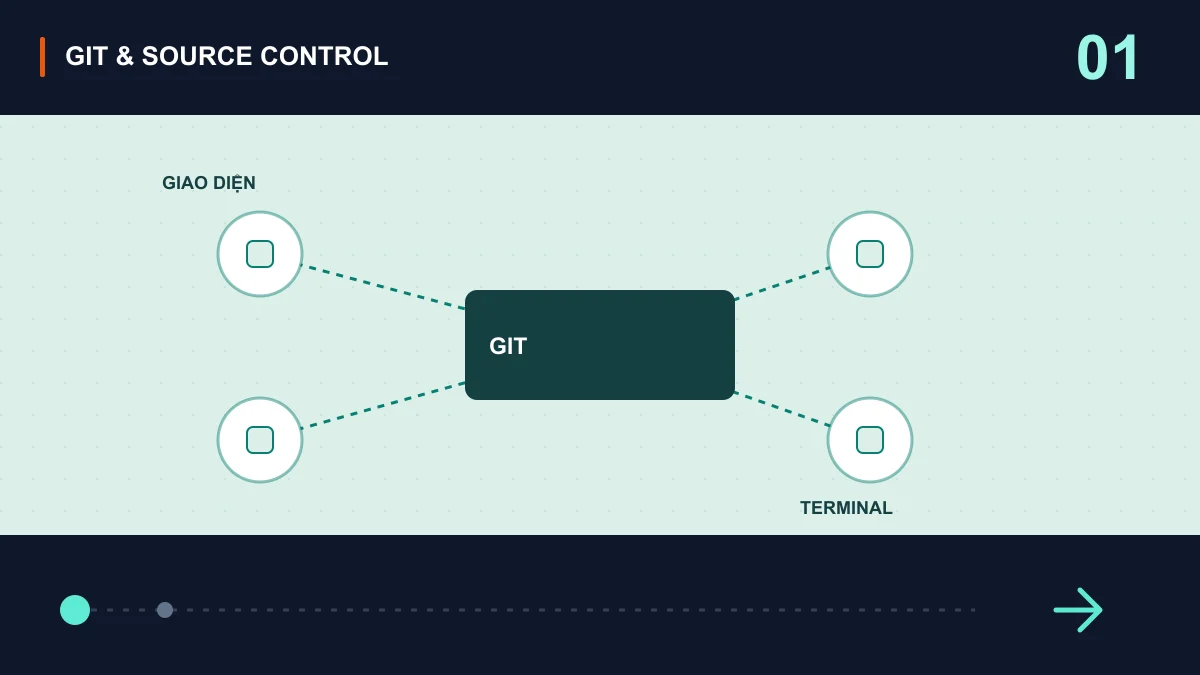 GIT & SOURCE CONTROL
01
GIAO DIỆN
GIT
TERMINAL